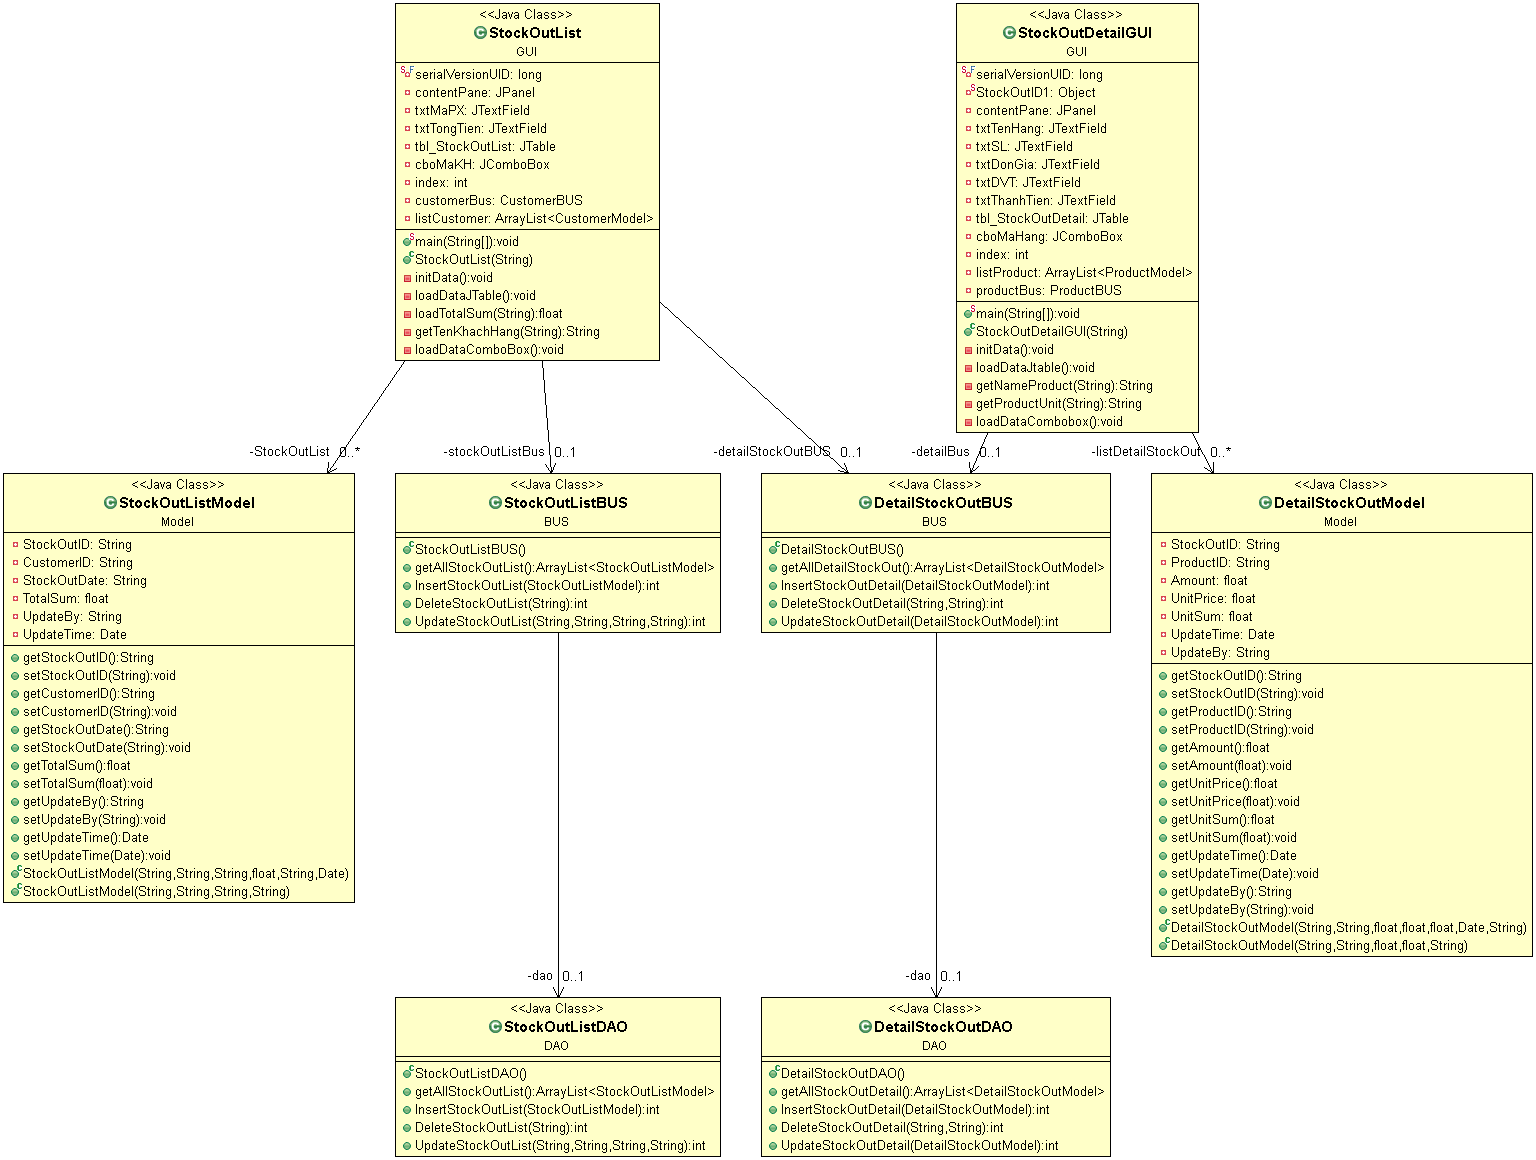 <<Java Class>>
StockOutList
GUI
serialVersionUID: long
contentPane: JPanel
txtMaPX: JTextField
txtTongTien: JTextField
tbl_StockOutList: JTable
cboMaKH: JComboBox
index: int
customerBus: CustomerBUS
listCustomer: ArrayList<CustomerModel>
main(String[]):void
StockOutList(String)
initData():void
loadDataJTable():void
loadTotalSum(String):float
getTenKhachHang(String):String
loadDataComboBox():void
<<Java Class>>
StockOutDetailGUI
GUI
serialVersionUID: long
StockOutID1: Object
contentPane: JPanel
txtTenHang: JTextField
txtSL: JTextField
txtDonGia: JTextField
txtDVT: JTextField
txtThanhTien: JTextField
tbl_StockOutDetail: JTable
cboMaHang: JComboBox
index: int
listProduct: ArrayList<ProductModel>
productBus: ProductBUS
main(String[]):void
StockOutDetailGUI(String)
initData():void
loadDataJtable():void
getNameProduct(String):String
getProductUnit(String):String
loadDataCombobox():void
-StockOutList 0..*
-stockOutListBus 0..1
-detailStockOutBUS 0..1
-detailBus 0..1
-listDetailStockOut 0..*
<<Java Class>>
StockOutListModel
Model
StockOutID: String
CustomerID: String
StockOutDate: String
TotalSum: float
UpdateBy: String
UpdateTime: Date
getStockOutID():String
setStockOutID(String):void
getCustomerID():String
setCustomerID(String):void
getStockOutDate():String
setStockOutDate(String):void
getTotalSum():float
setTotalSum(float):void
getUpdateBy():String
setUpdateBy(String):void
getUpdateTime():Date
setUpdateTime(Date):void
StockOutListModel(String,String,String,float,String,Date)
StockOutListModel(String,String,String,String)
<<Java Class>>
StockOutListBUS
BUS
StockOutListBUS()
getAllStockOutList():ArrayList<StockOutListModel>
InsertStockOutList(StockOutListModel):int
DeleteStockOutList(String):int
UpdateStockOutList(String,String,String,String):int
<<Java Class>>
DetailStockOutBUS
BUS
DetailStockOutBUS()
getAllDetailStockOut():ArrayList<DetailStockOutModel>
InsertStockOutDetail(DetailStockOutModel):int
DeleteStockOutDetail(String,String):int
UpdateStockOutDetail(DetailStockOutModel):int
<<Java Class>>
DetailStockOutModel
Model
StockOutID: String
ProductID: String
Amount: float
UnitPrice: float
UnitSum: float
UpdateTime: Date
UpdateBy: String
getStockOutID():String
setStockOutID(String):void
getProductID():String
setProductID(String):void
getAmount():float
setAmount(float):void
getUnitPrice():float
setUnitPrice(float):void
getUnitSum():float
setUnitSum(float):void
getUpdateTime():Date
setUpdateTime(Date):void
getUpdateBy():String
setUpdateBy(String):void
DetailStockOutModel(String,String,float,float,float,Date,String)
DetailStockOutModel(String,String,float,float,String)
-dao 0..1
-dao 0..1
<<Java Class>>
StockOutListDAO
DAO
StockOutListDAO()
getAllStockOutList():ArrayList<StockOutListModel>
InsertStockOutList(StockOutListModel):int
DeleteStockOutList(String):int
UpdateStockOutList(String,String,String,String):int
<<Java Class>>
DetailStockOutDAO
DAO
DetailStockOutDAO()
getAllStockOutDetail():ArrayList<DetailStockOutModel>
InsertStockOutDetail(DetailStockOutModel):int
DeleteStockOutDetail(String,String):int
UpdateStockOutDetail(DetailStockOutModel):int